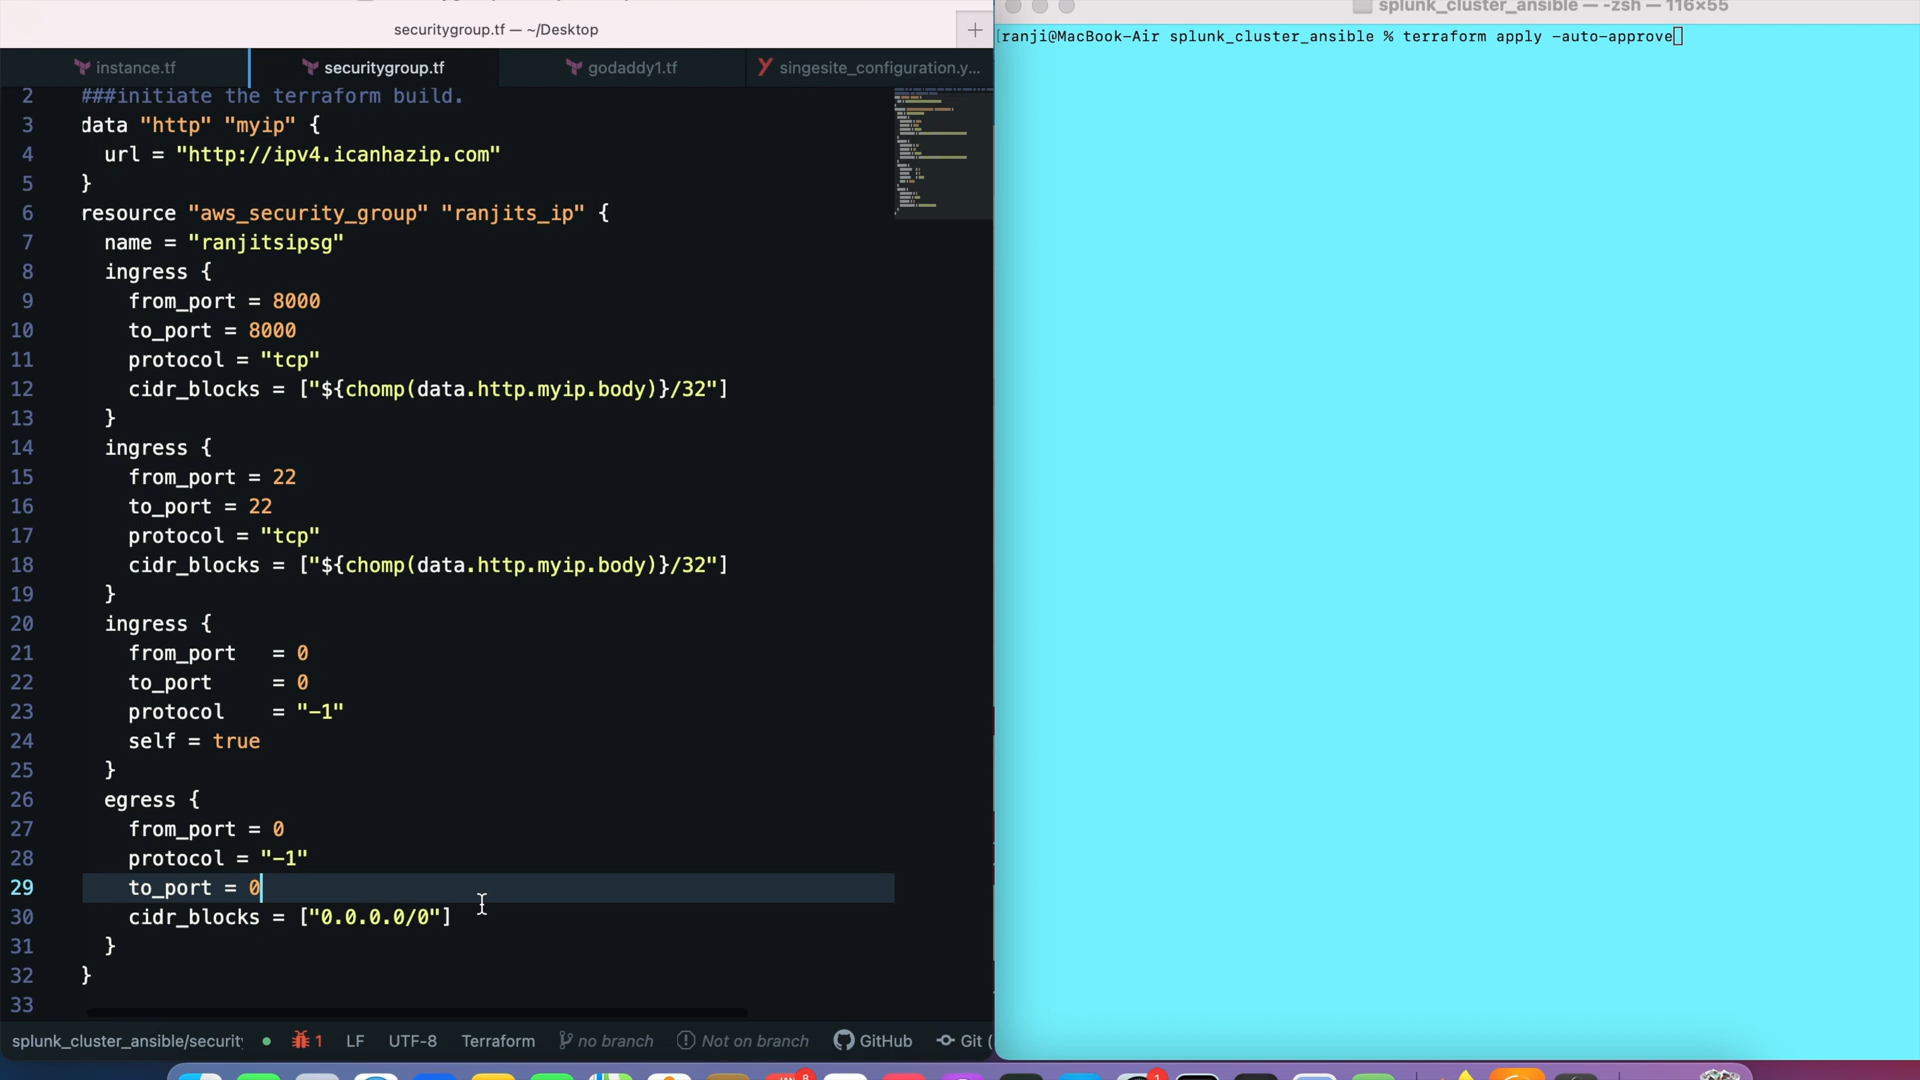 securitygroup.tf — ~/Desktop
splunk_cluster_ansible — -zsh — 116×55
instance.tf
securitygroup.tf
godaddy1.tf
singesite_configuration.y...
ranji@MacBook-Air splunk_cluster_ansible % terraform apply -auto-approve
2 ###initiate the terraform build.
3 data "http" "myip" {
4 url = "http://ipv4.icanhazip.com"
5 }
6 resource "aws_security_group" "ranjits_ip" {
7 name = "ranjitsipsg"
8 ingress {
9 from_port = 8000
10 to_port = 8000
11 protocol = "tcp"
12 cidr_blocks = ["${chomp(data.http.myip.body)}/32"]
13 }
14 ingress {
15 from_port = 22
16 to_port = 22
17 protocol = "tcp"
18 cidr_blocks = ["${chomp(data.http.myip.body)}/32"]
19 }
20 ingress {
21 from_port = 0
22 to_port = 0
23 protocol = "-1"
24 self = true
25 }
26 egress {
27 from_port = 0
28 protocol = "-1"
29 to_port = 0
30 cidr_blocks = ["0.0.0.0/0"]
31 }
32 }
33
splunk_cluster_ansible/security 1 LF UTF-8 Terraform no branch Not on branch GitHub Git (
8
1